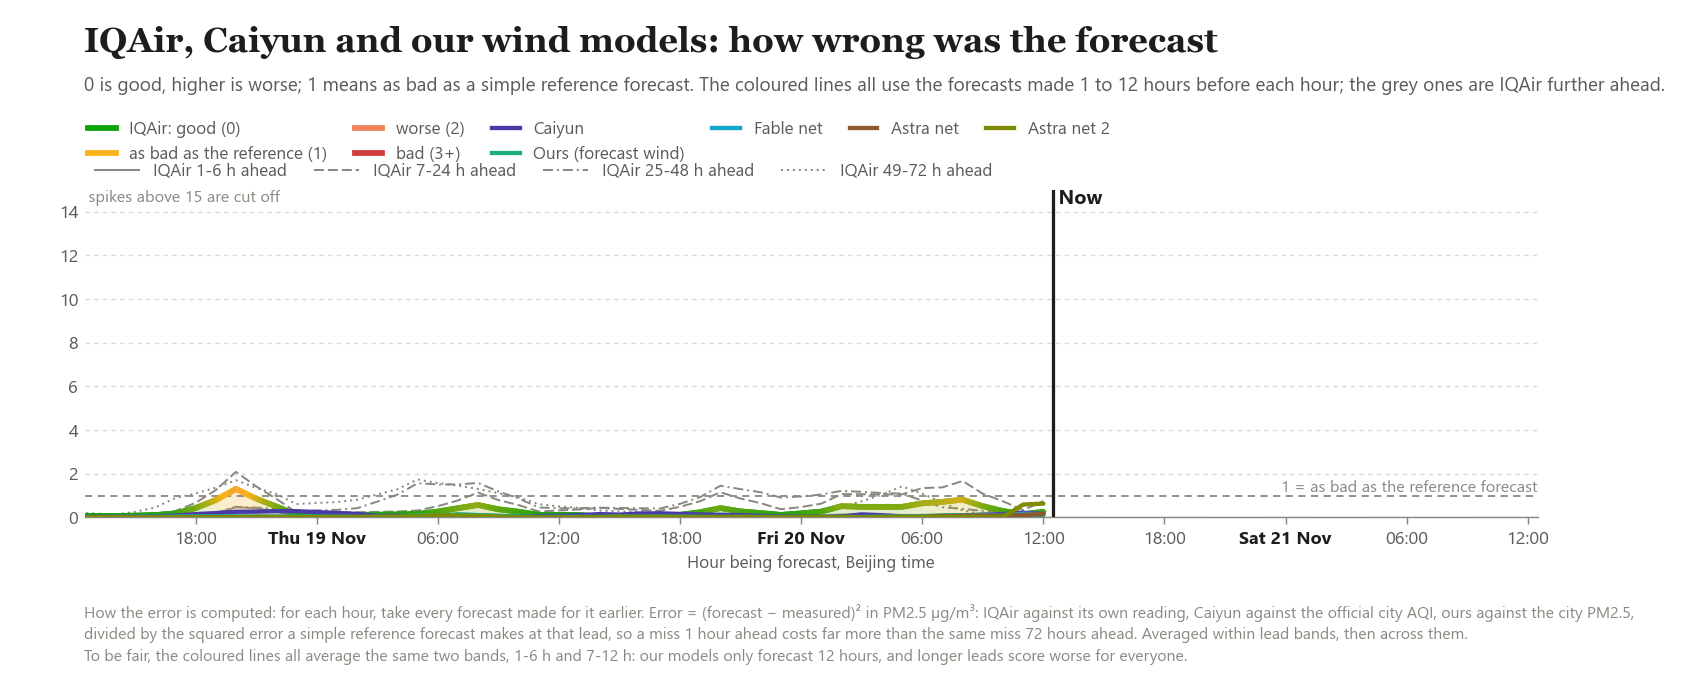 IQAir, Caiyun and our wind models: how wrong was the forecast
0 is good, higher is worse; 1 means as bad as a simple reference forecast. The coloured lines all use the forecasts made 1 to 12 hours before each hour; the grey ones are IQAir further ahead.
IQAir: good (0) worse (2) Caiyun Fable net Astra net Astra net 2
as bad as the reference (1) bad (3+) Ours (forecast wind)
IQAir 1-6 h ahead IQAir 7-24 h ahead IQAir 25-48 h ahead IQAir 49-72 h ahead
spikes above 15 are cut off
Now
14
12
10
8
6
4
2
1 = as bad as the reference forecast
0
18:00 Thu 19 Nov 06:00 12:00 18:00 Fri 20 Nov 06:00 12:00 18:00 Sat 21 Nov 06:00 12:00
Hour being forecast, Beijing time
How the error is computed: for each hour, take every forecast made for it earlier. Error = (forecast − measured)² in PM2.5 µg/m³: IQAir against its own reading, Caiyun against the official city AQI, ours against the city PM2.5,
divided by the squared error a simple reference forecast makes at that lead, so a miss 1 hour ahead costs far more than the same miss 72 hours ahead. Averaged within lead bands, then across them.
To be fair, the coloured lines all average the same two bands, 1-6 h and 7-12 h: our models only forecast 12 hours, and longer leads score worse for everyone.